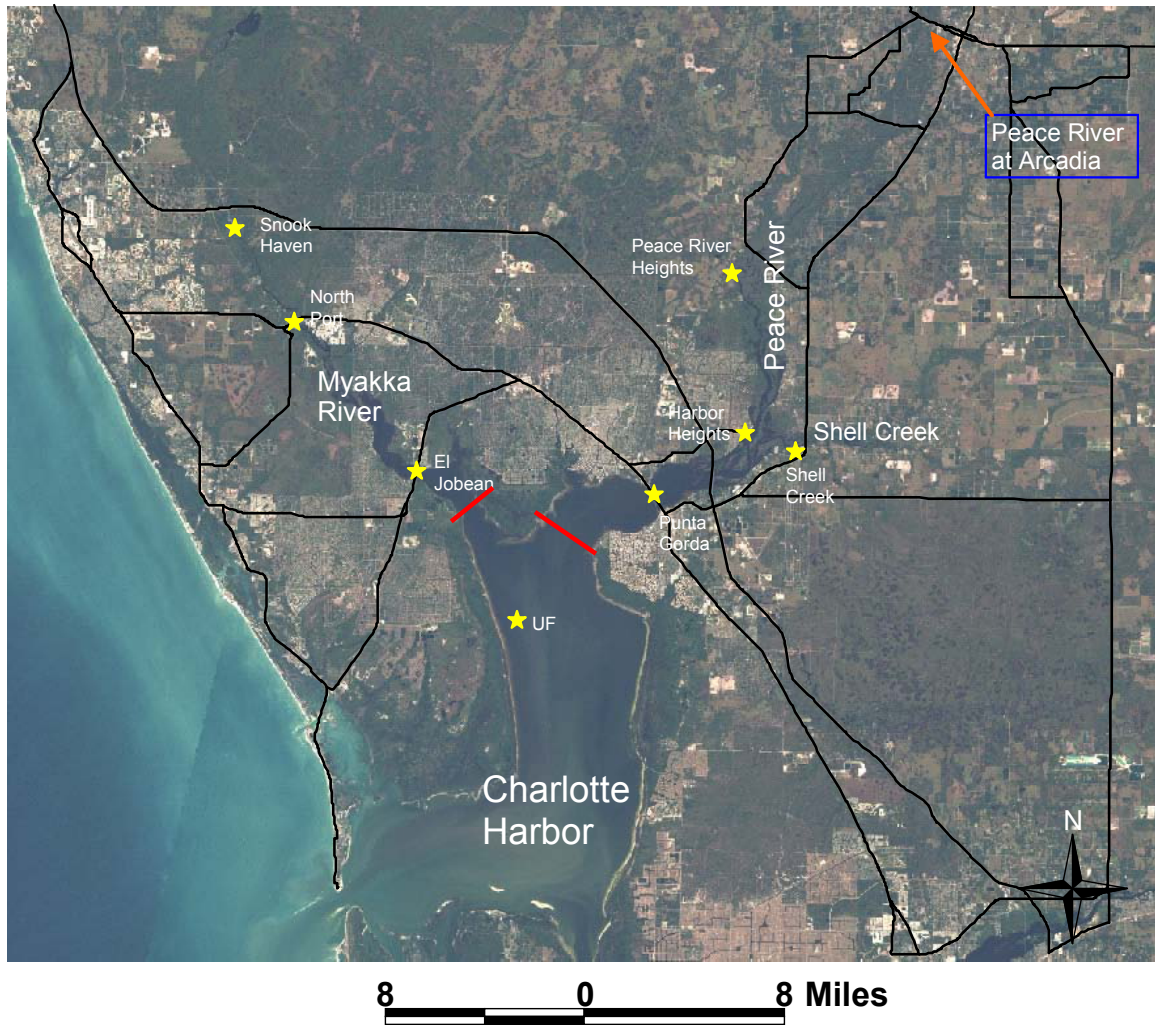 Peace River
at Arcadia
Snook
Haven
Peace River
Heights
Peace River
North
Port
Myakka
River
Harbor
Heights
Shell Creek
El
Jobean
Shell
Creek
Punta
Gorda
UF
Charlotte
Harbor
N
8 0 8 Miles